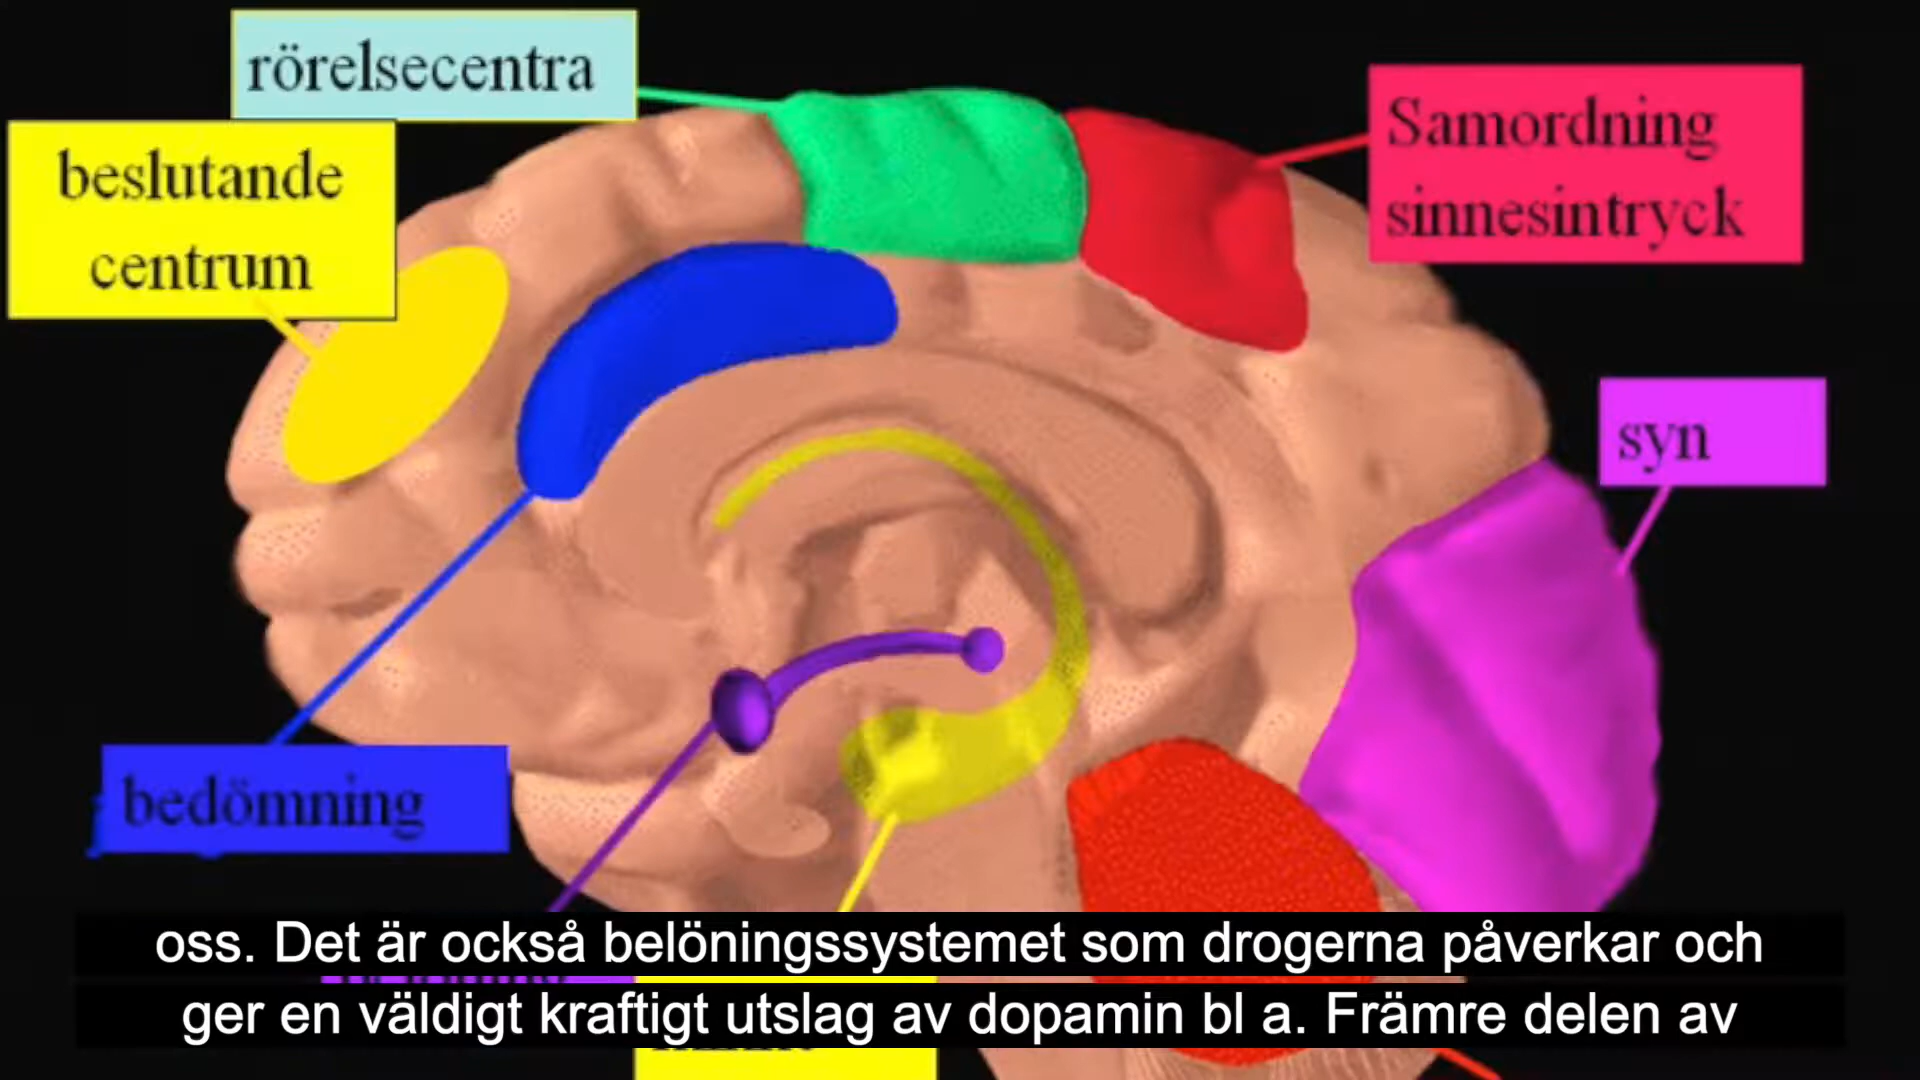 rörelsecentra
beslutande
centrum
Samordning
sinnesintryck
syn
bedömning
oss. Det är också belöningssystemet som drogerna påverkar och
ger en väldigt kraftigt utslag av dopamin bl a. Främre delen av